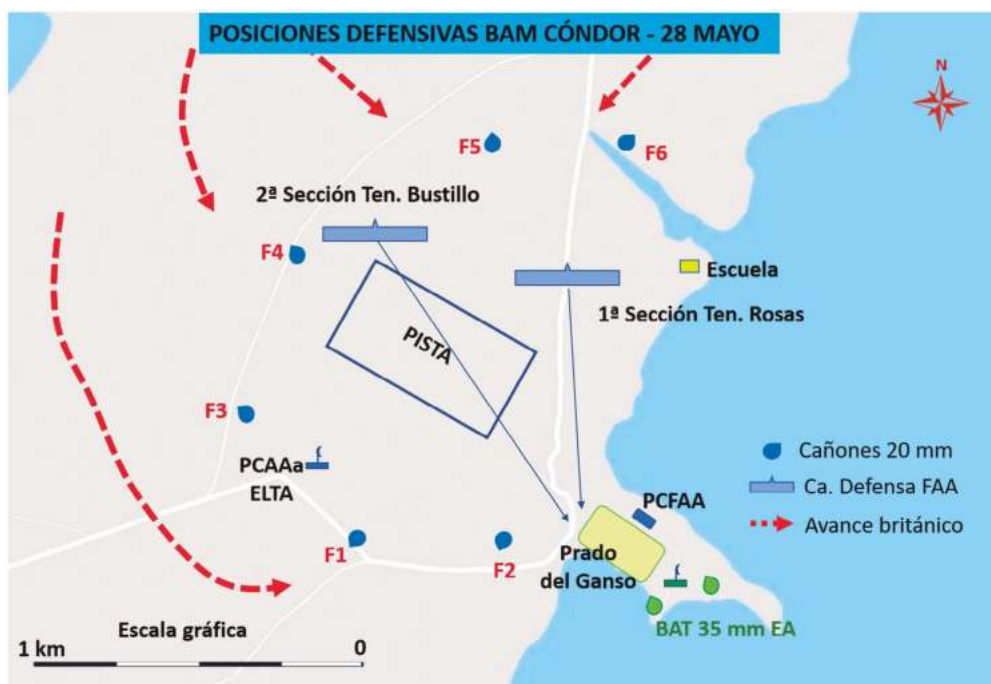 POSICIONES DEFENSIVAS BAM CÓNDOR - 28 MAYO
N
F5
F6
2ª Sección Ten. Bustillo
F4
Escuela
1ª Sección Ten. Rosas
PISTA
F3
PCAAa
ELTA
Cañones 20 mm
Ca. Defensa FAA
PCFAA
Avance británico
F1
F2
Prado
del Ganso
BAT 35 mm EA
Escala gráfica
1 km
0